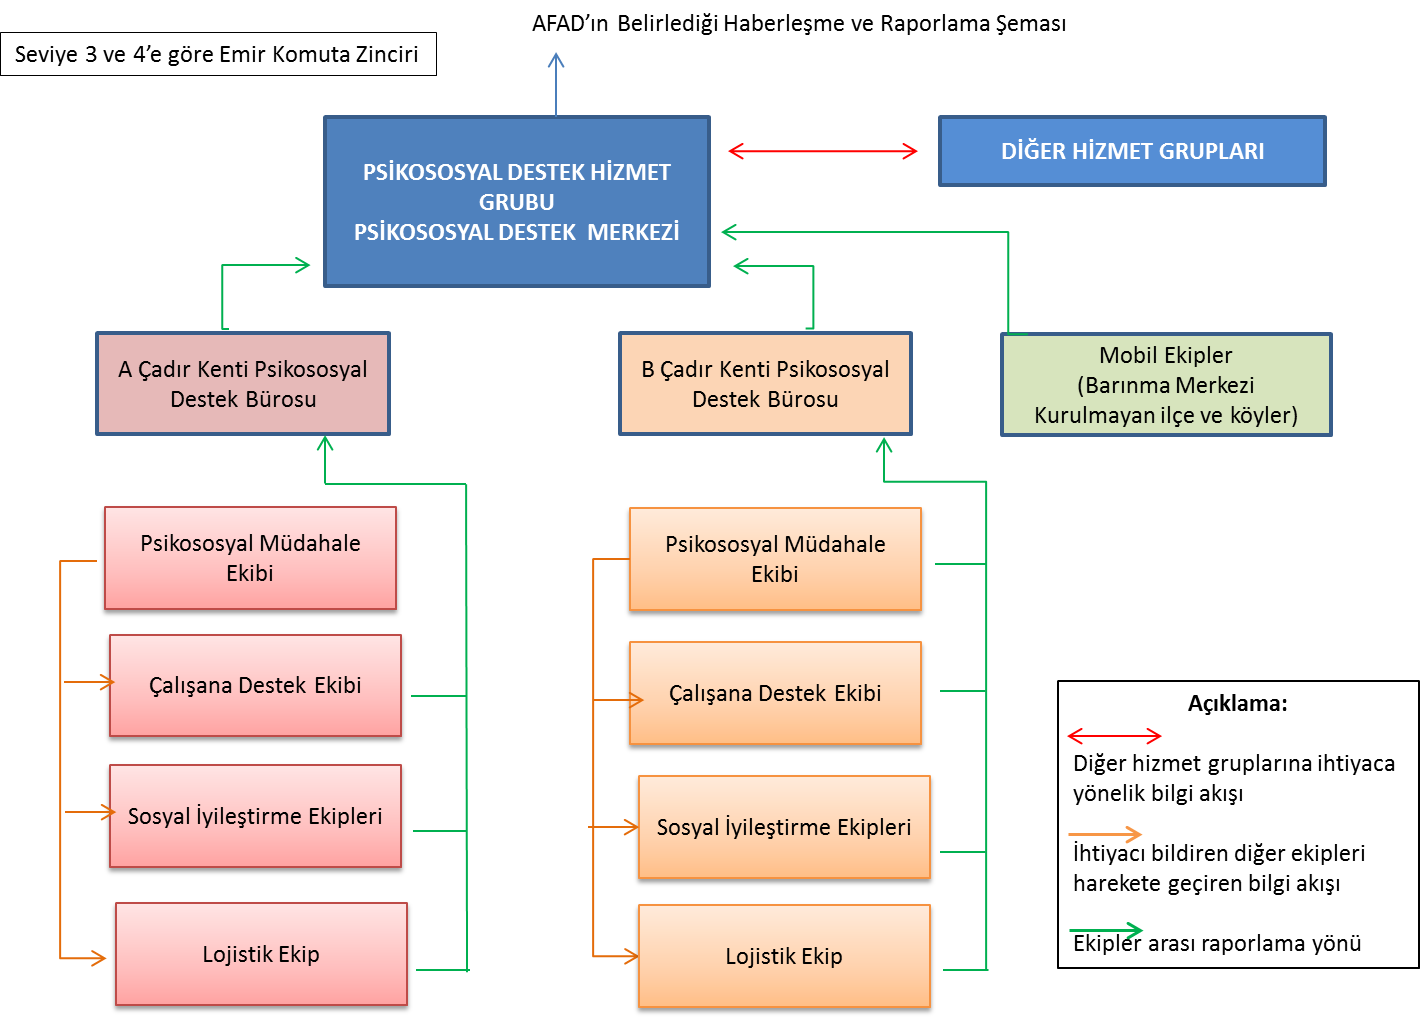 AFAD’ın Belirlediği Haberleşme ve Raporlama Şeması
Seviye 3 ve 4’e göre Emir Komuta Zinciri
PSİKOSOSYAL DESTEK HİZMET
GRUBU
PSİKOSOSYAL DESTEK MERKEZİ
DİĞER HİZMET GRUPLARI
A Çadır Kenti Psikososyal
Destek Bürosu
B Çadır Kenti Psikososyal
Destek Bürosu
Mobil Ekipler
(Barınma Merkezi
Kurulmayan ilçe ve köyler)
Psikososyal Müdahale
Ekibi
Çalışana Destek Ekibi
Sosyal İyileştirme Ekipleri
Lojistik Ekip
Psikososyal Müdahale
Ekibi
Çalışana Destek Ekibi
Sosyal İyileştirme Ekipleri
Lojistik Ekip
Açıklama:
Diğer hizmet gruplarına ihtiyaca
yönelik bilgi akışı
İhtiyacı bildiren diğer ekipleri
harekete geçiren bilgi akışı
Ekipler arası raporlama yönü